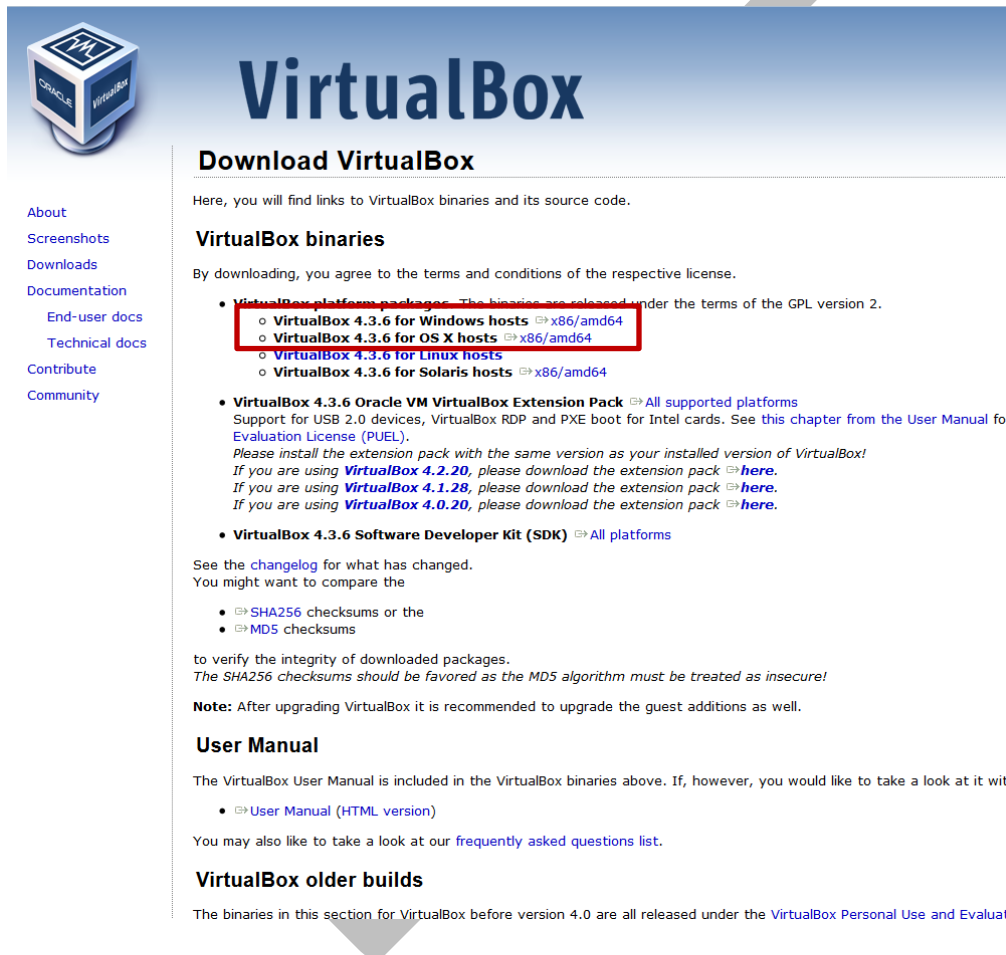 ORACLE
VirtualBox
VirtualBox
Download VirtualBox
Here, you will find links to VirtualBox binaries and its source code.
About
Screenshots
Downloads
Documentation
End-user docs
Technical docs
Contribute
Community
VirtualBox binaries
By downloading, you agree to the terms and conditions of the respective license.
• VirtualBox platform packages. The binaries are released under the terms of the GPL version 2.
o VirtualBox 4.3.6 for Windows hosts x86/amd64
o VirtualBox 4.3.6 for OS X hosts x86/amd64
o VirtualBox 4.3.6 for Linux hosts
o VirtualBox 4.3.6 for Solaris hosts x86/amd64
• VirtualBox 4.3.6 Oracle VM VirtualBox Extension Pack All supported platforms
Support for USB 2.0 devices, VirtualBox RDP and PXE boot for Intel cards. See this chapter from the User Manual fo
Evaluation License (PUEL).
Please install the extension pack with the same version as your installed version of VirtualBox!
If you are using VirtualBox 4.2.20, please download the extension pack here.
If you are using VirtualBox 4.1.28, please download the extension pack here.
If you are using VirtualBox 4.0.20, please download the extension pack here.
• VirtualBox 4.3.6 Software Developer Kit (SDK) All platforms
See the changelog for what has changed.
You might want to compare the
• SHA256 checksums or the
• MD5 checksums
to verify the integrity of downloaded packages.
The SHA256 checksums should be favored as the MD5 algorithm must be treated as insecure!
Note: After upgrading VirtualBox it is recommended to upgrade the guest additions as well.
User Manual
The VirtualBox User Manual is included in the VirtualBox binaries above. If, however, you would like to take a look at it wit
• User Manual (HTML version)
You may also like to take a look at our frequently asked questions list.
VirtualBox older builds
The binaries in this section for VirtualBox before version 4.0 are all released under the VirtualBox Personal Use and Evaluat